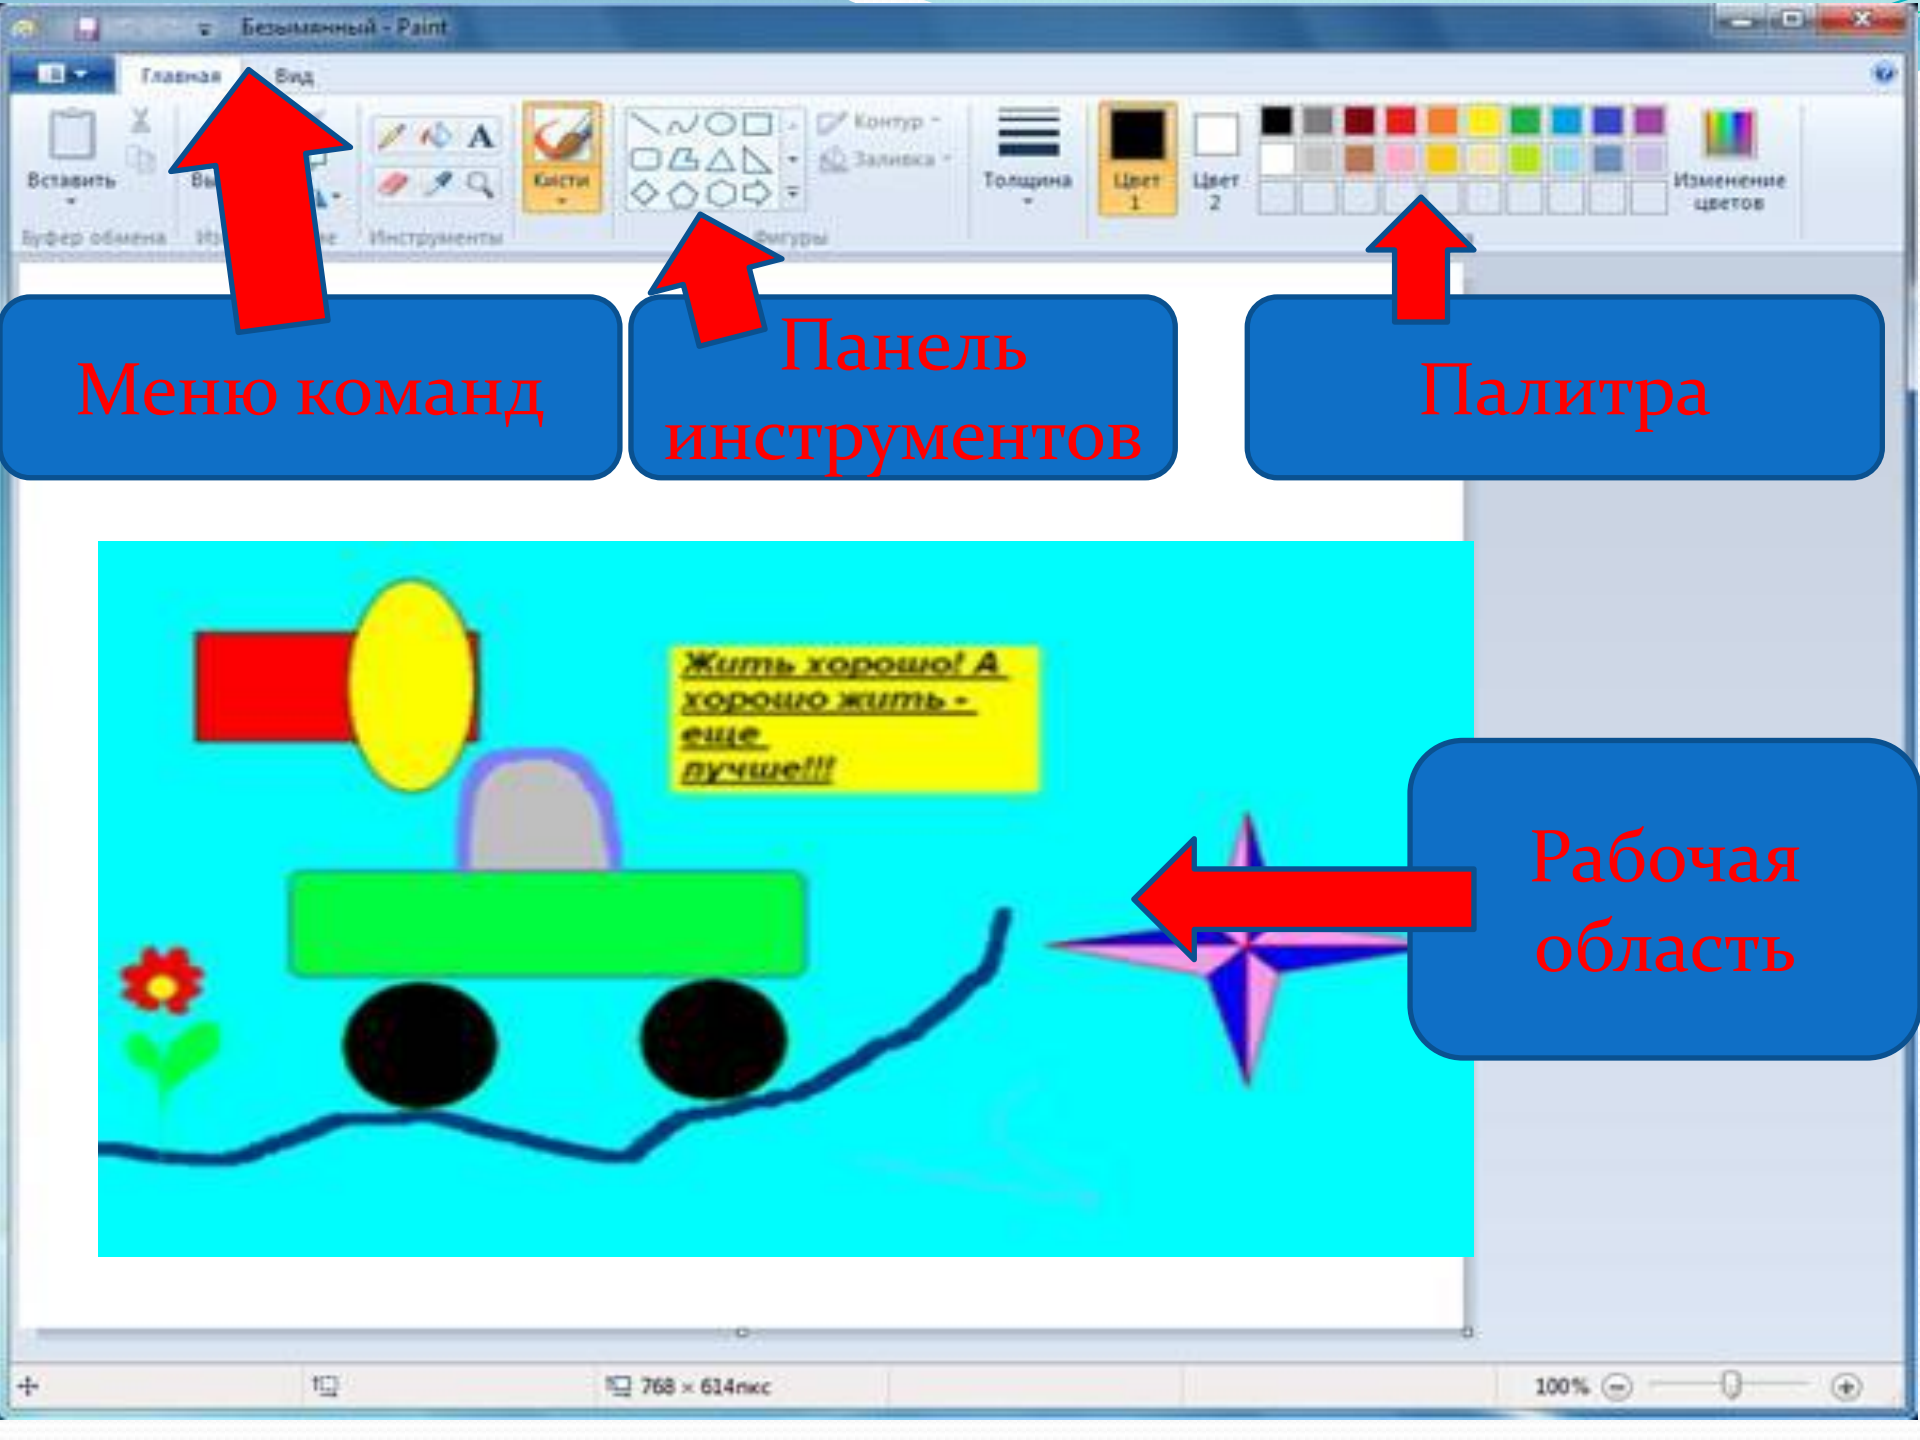 Безымянный - Paint
Главная Вид
Вставить
Кисти
Контур
Заливка
Толщина
Цвет 1
Цвет 2
Изменение цветов
Буфер обмена
Инструменты
Фигуры
Меню команд
Панель
инструментов
Палитра
Жить хорошо! А
хорошо жить -
еще
лучше!!!
Рабочая
область
768 × 614пкс
100%